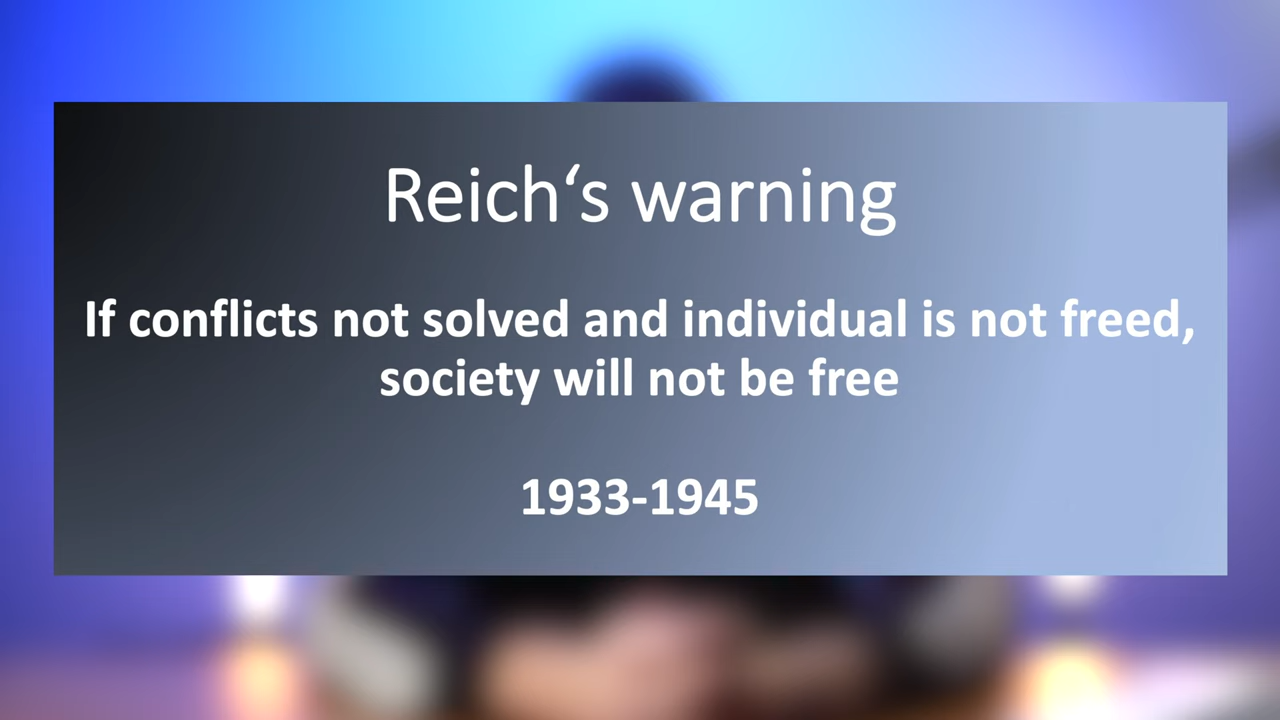 Reich‘s warning
If conflicts not solved and individual is not freed,
society will not be free
1933-1945